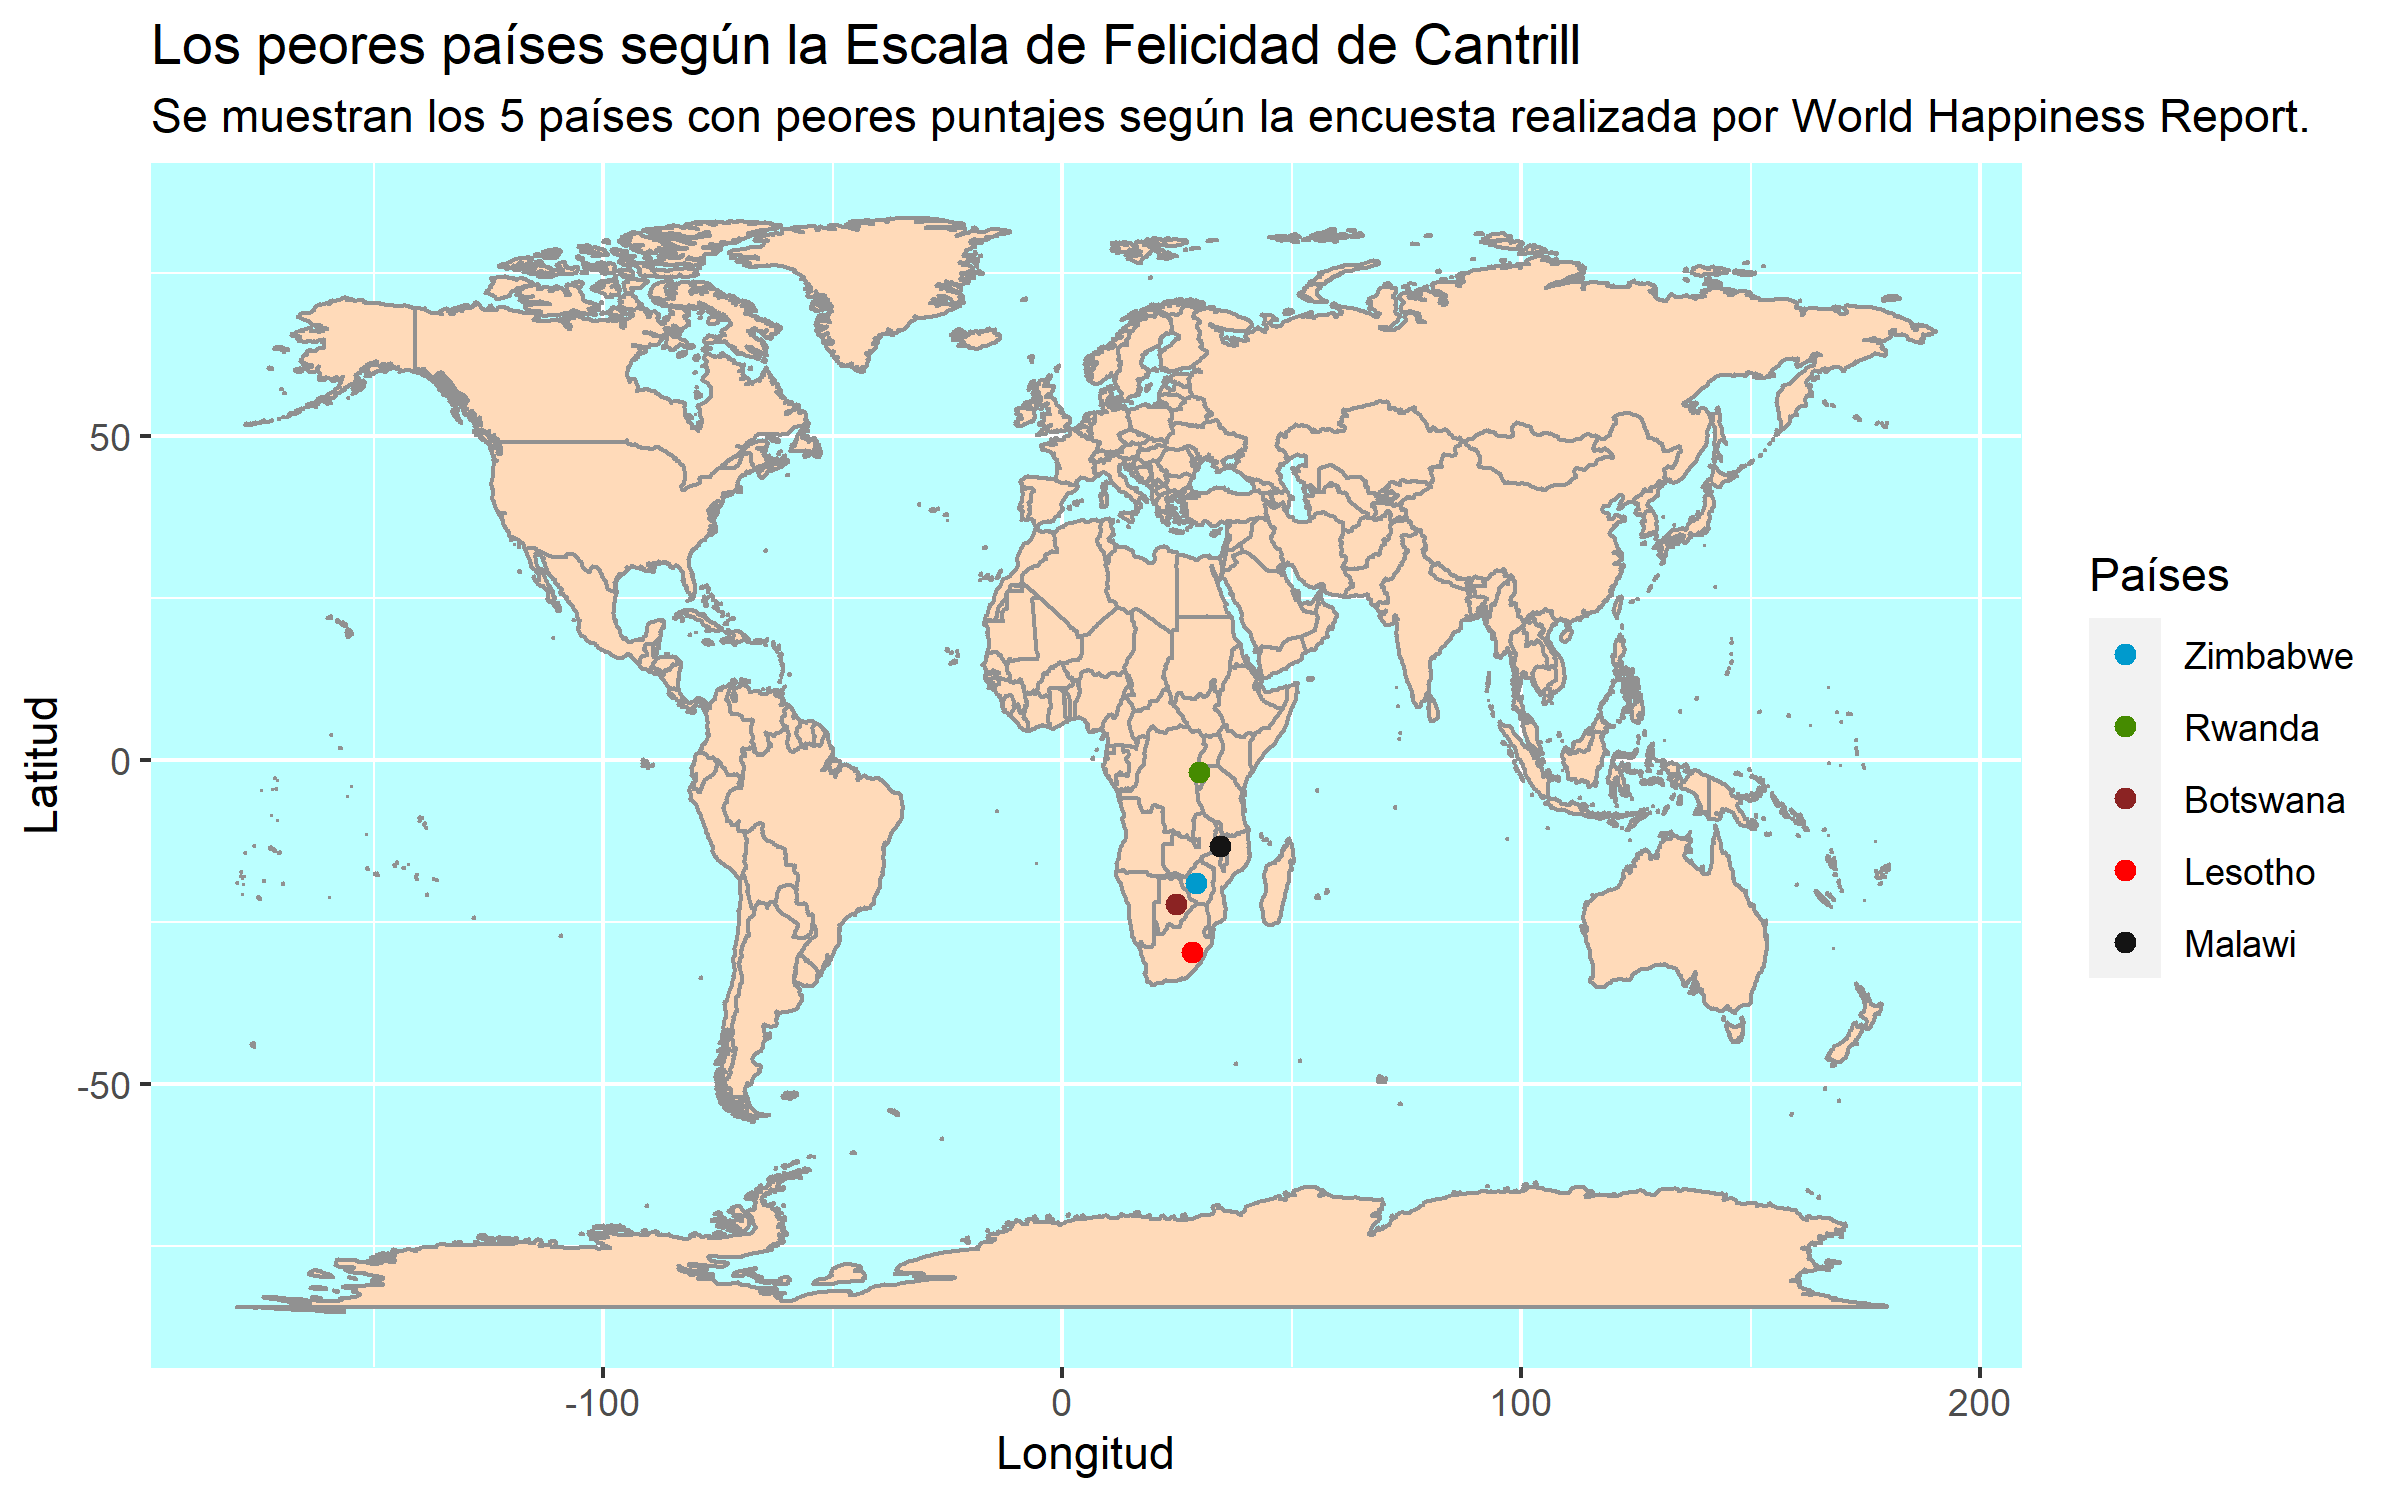 Los peores países según la Escala de Felicidad de Cantrill
Se muestran los 5 países con peores puntajes según la encuesta realizada por World Happiness Report.
Latitud
50
0
-50
-100
0
100
200
Longitud
Países
Zimbabwe
Rwanda
Botswana
Lesotho
Malawi